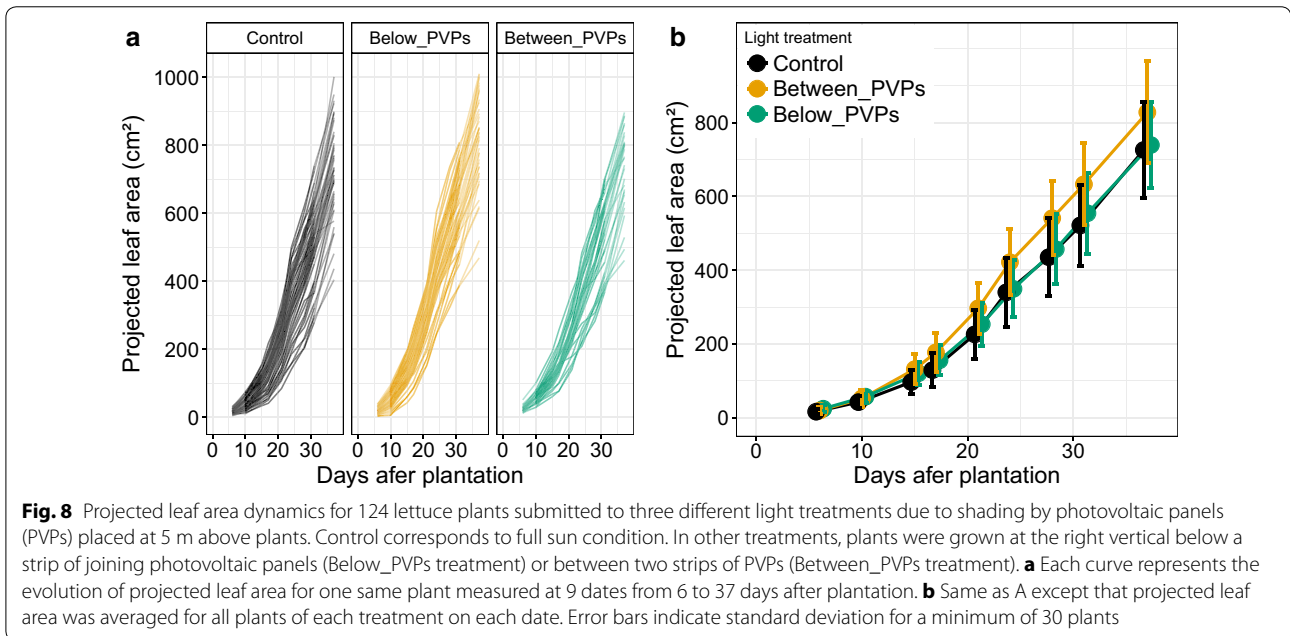 a
Control
Below_PVPs
Between_PVPs
Projected leaf area (cm²)
1000
800
600
400
200
0
0 10 20 30
0 10 20 30
0 10 20 30
Days afer plantation
b
Light treatment
Control
Between_PVPs
Below_PVPs
Projected leaf area (cm²)
800
600
400
200
0
0 10 20 30
Days afer plantation
Fig. 8 Projected leaf area dynamics for 124 lettuce plants submitted to three different light treatments due to shading by photovoltaic panels
(PVPs) placed at 5 m above plants. Control corresponds to full sun condition. In other treatments, plants were grown at the right vertical below a
strip of joining photovoltaic panels (Below_PVPs treatment) or between two strips of PVPs (Between_PVPs treatment). a Each curve represents the
evolution of projected leaf area for one same plant measured at 9 dates from 6 to 37 days after plantation. b Same as A except that projected leaf
area was averaged for all plants of each treatment on each date. Error bars indicate standard deviation for a minimum of 30 plants